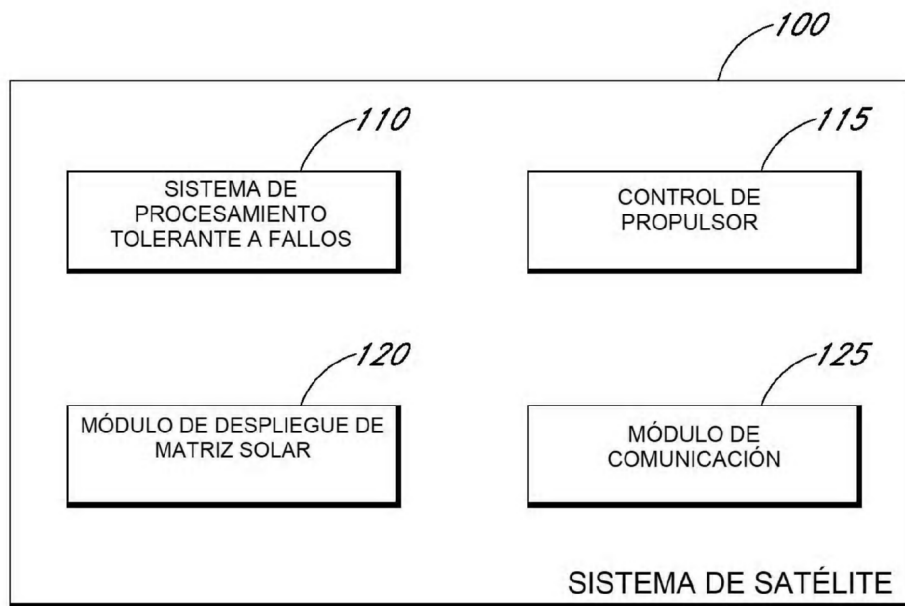 100
110
SISTEMA DE
PROCESAMIENTO
TOLERANTE A FALLOS
115
CONTROL DE
PROPULSOR
120
MÓDULO DE DESPLIEGUE DE
MATRIZ SOLAR
125
MÓDULO DE
COMUNICACIÓN
SISTEMA DE SATÉLITE